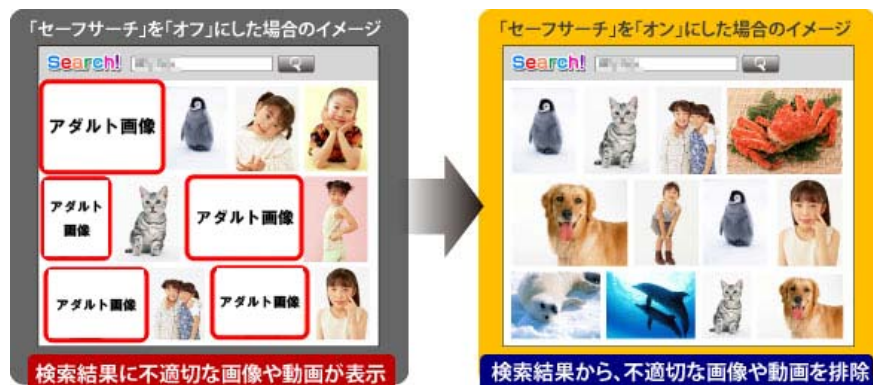 「セーフサーチ」を「オフ」にした場合のイメージ
Search!
アダルト画像
アダルト
画像
アダルト画像
アダルト画像
アダルト画像
検索結果に不適切な画像や動画が表示
「セーフサーチ」を「オン」にした場合のイメージ
Search!
検索結果から、不適切な画像や動画を排除